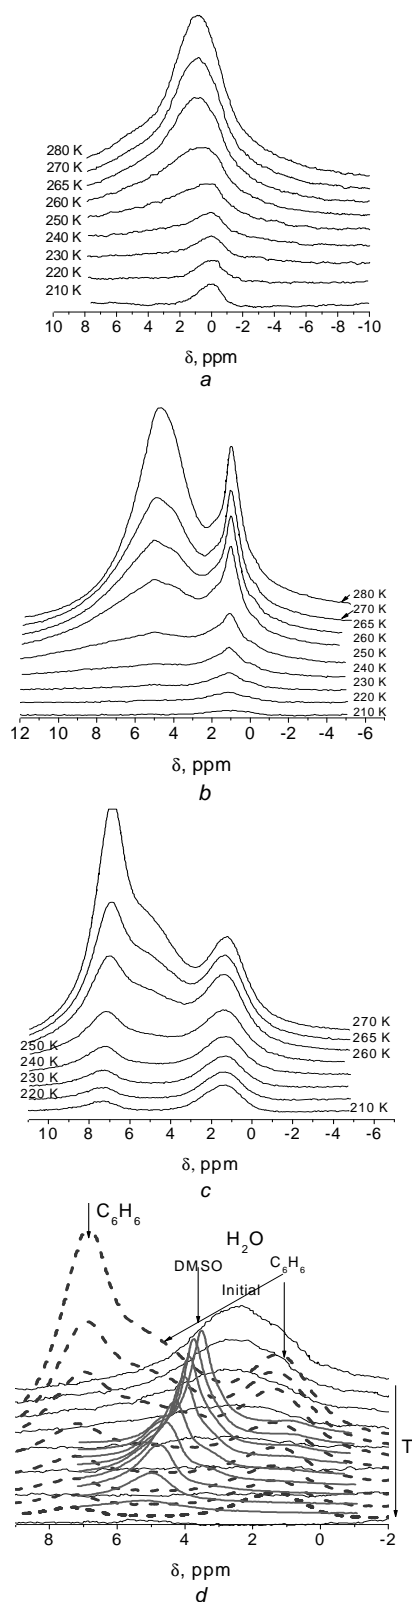 280 K
270 K
265 K
260 K
250 K
240 K
230 K
220 K
210 K
10 8 6 4 2 0 -2 -4 -6 -8 -10
δ, ppm
a
280 K
270 K
265 K
260 K
250 K
240 K
230 K
220 K
210 K
12 10 8 6 4 2 0 -2 -4 -6
δ, ppm
b
270 K
265 K
260 K
250 K
240 K
230 K
220 K
210 K
10 8 6 4 2 0 -2 -4 -6
δ, ppm
c
C6H6
H2O
DMSO
C6H6
Initial
T
8 6 4 2 0 -2
δ, ppm
d